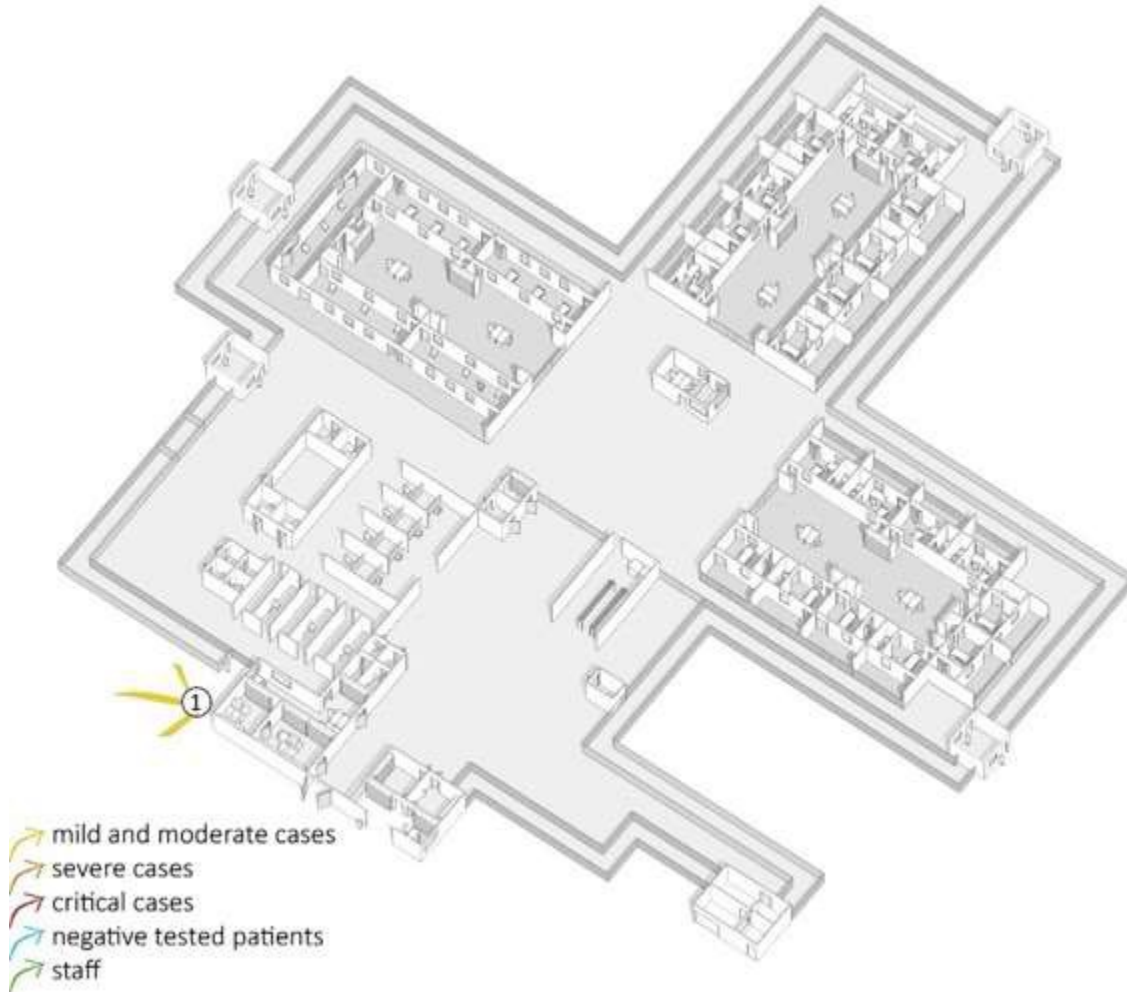 1
mild and moderate cases
severe cases
critical cases
negative tested patients
staff